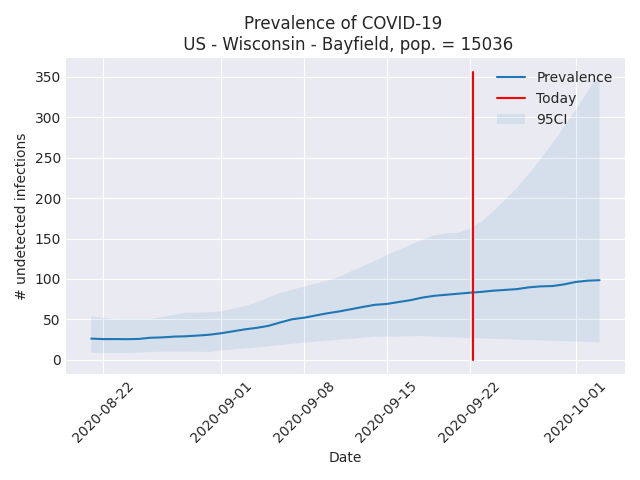 Prevalence of COVID-19
US - Wisconsin - Bayfield, pop. = 15036
350
300
250
200
150
100
50
0
# undetected infections
Prevalence
Today
95CI
2020-08-22
2020-09-01
2020-09-08
2020-09-15
2020-09-22
2020-10-01
Date